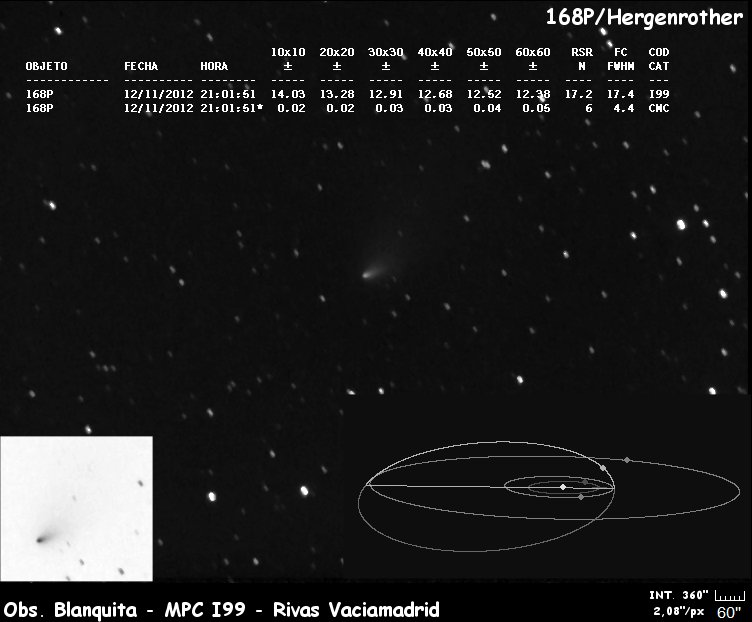 168P/Hergenrother
10x10 20x20 30x30 40x40 50x50 60x60 RSR FC COD
OBJETO FECHA HORA ± ± ± ± ± ± N FWHM CAT
------------ ---------- -------- ----- ----- ----- ----- ----- ----- ---- ---- ---
168P 12/11/2012 21:01:51 14.03 13.28 12.91 12.68 12.52 12.38 17.2 17.4 I99
168P 12/11/2012 21:01:51* 0.02 0.02 0.03 0.03 0.04 0.05 6 4.4 CMC
INT. 360"
Obs. Blanquita - MPC I99 - Rivas Vaciamadrid 2,08"/px 60"